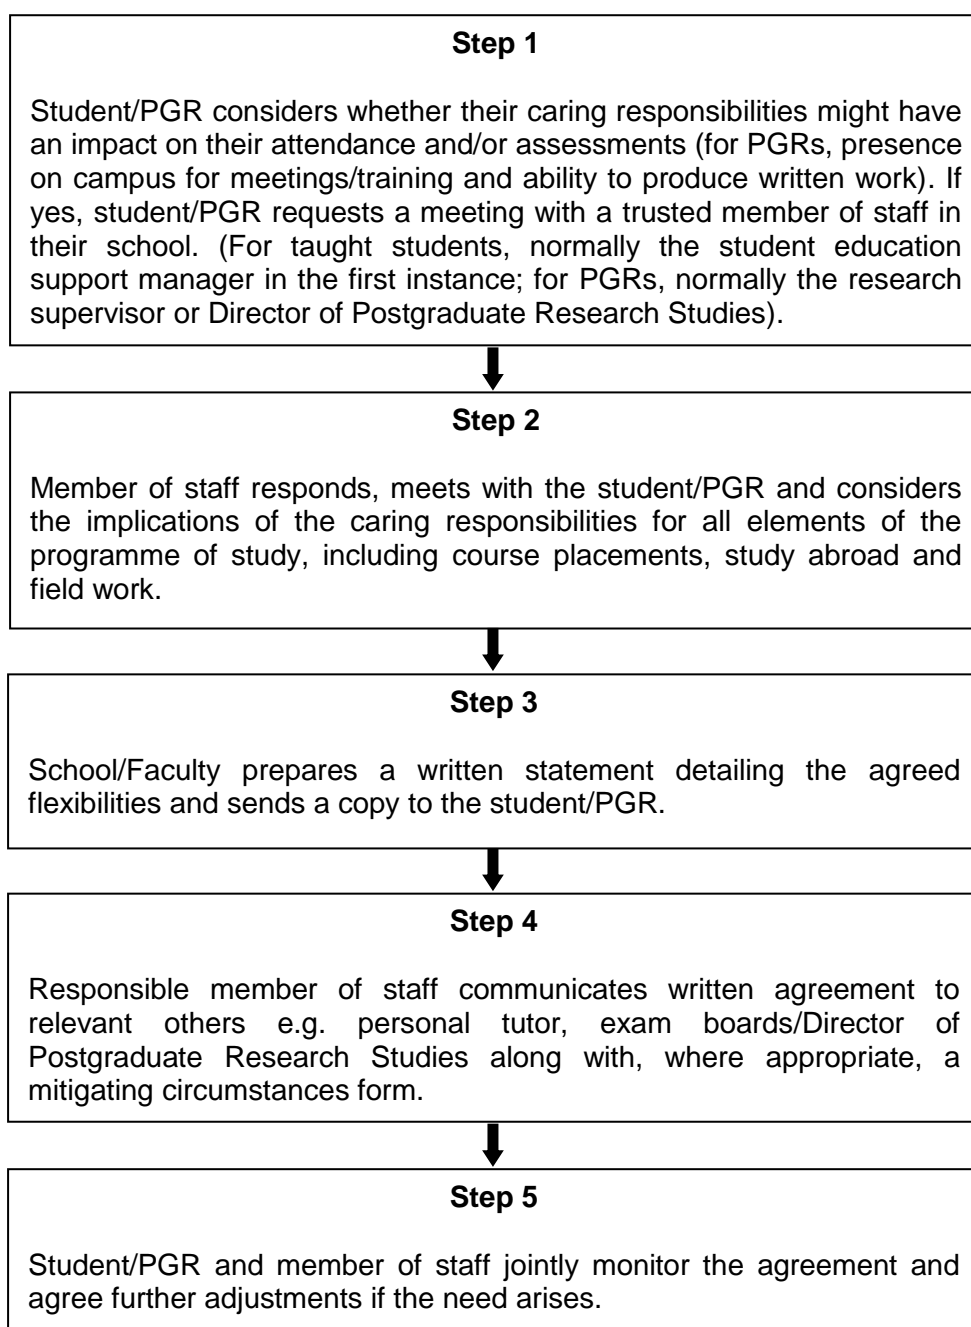 Step 1
Student/PGR considers whether their caring responsibilities might have
an impact on their attendance and/or assessments (for PGRs, presence
on campus for meetings/training and ability to produce written work). If
yes, student/PGR requests a meeting with a trusted member of staff in
their school. (For taught students, normally the student education
support manager in the first instance; for PGRs, normally the research
supervisor or Director of Postgraduate Research Studies).
Step 2
Member of staff responds, meets with the student/PGR and considers
the implications of the caring responsibilities for all elements of the
programme of study, including course placements, study abroad and
field work.
Step 3
School/Faculty prepares a written statement detailing the agreed
flexibilities and sends a copy to the student/PGR.
Step 4
Responsible member of staff communicates written agreement to
relevant others e.g. personal tutor, exam boards/Director of
Postgraduate Research Studies along with, where appropriate, a
mitigating circumstances form.
Step 5
Student/PGR and member of staff jointly monitor the agreement and
agree further adjustments if the need arises.